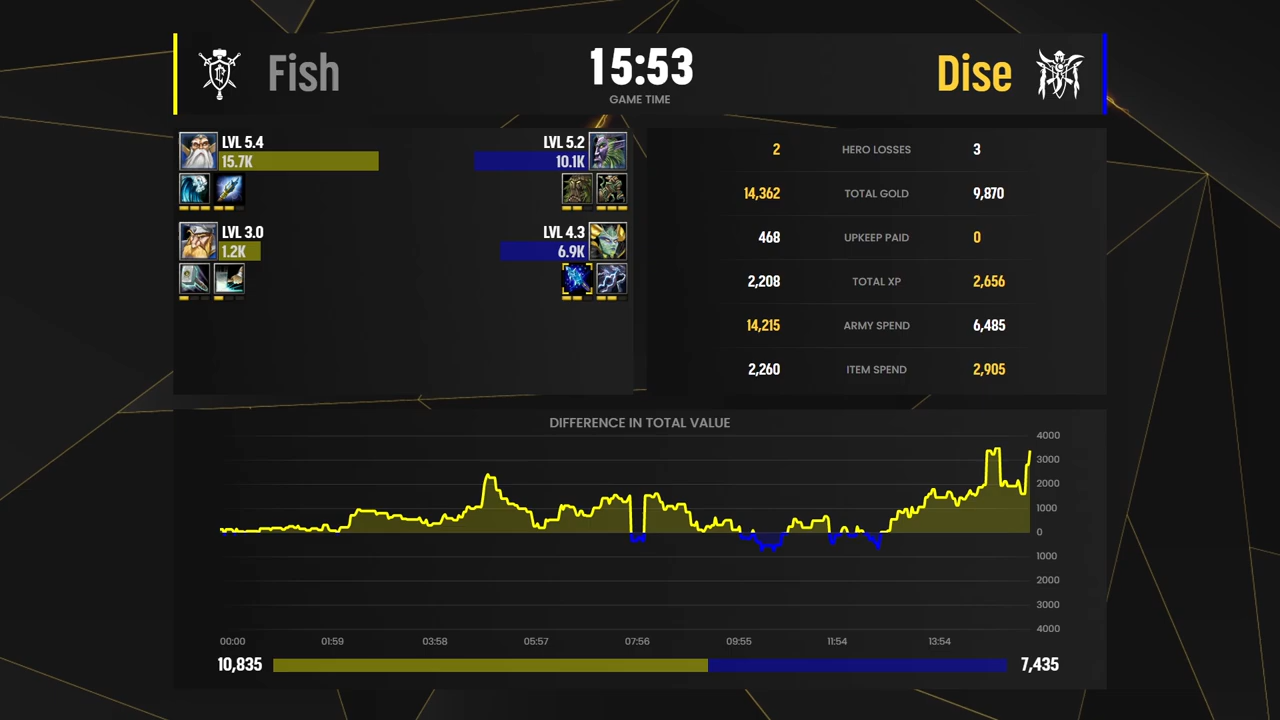 Fish
15:53
GAME TIME
Dise
LVL 5.4
15.7K
LVL 5.2
10.1K
LVL 3.0
1.2K
LVL 4.3
6.9K
2 HERO LOSSES 3
14,362 TOTAL GOLD 9,870
468 UPKEEP PAID 0
2,208 TOTAL XP 2,656
14,215 ARMY SPEND 6,485
2,260 ITEM SPEND 2,905
DIFFERENCE IN TOTAL VALUE
4000
3000
2000
1000
0
1000
2000
3000
4000
00:00 01:59 03:58 05:57 07:56 09:55 11:54 13:54
10,835 7,435